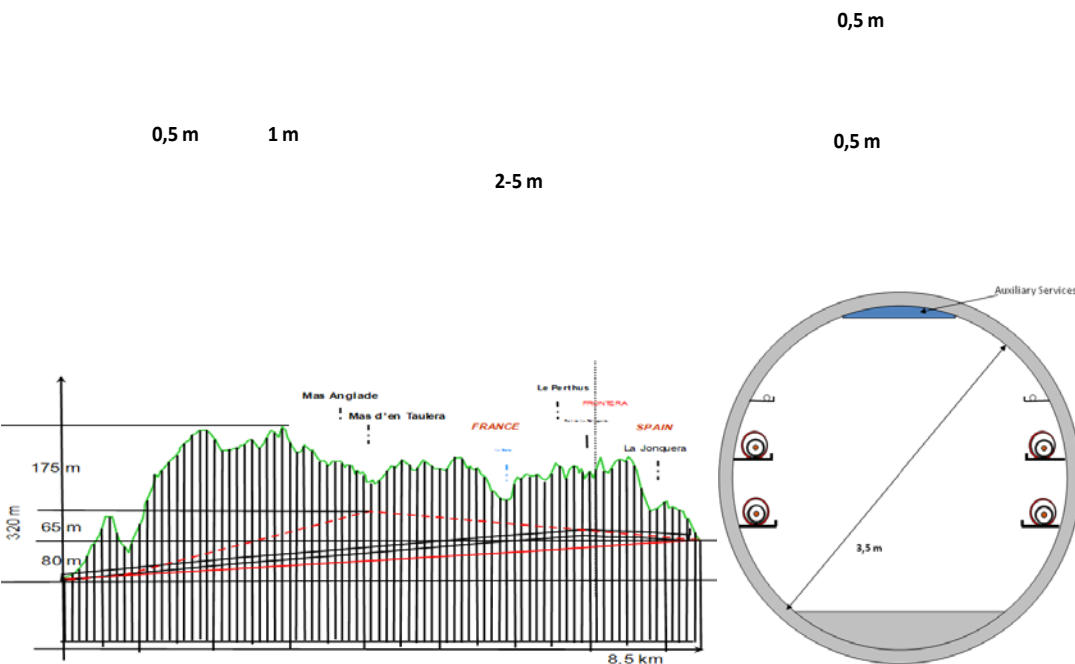 0,5 m
0,5 m
1 m
0,5 m
2-5 m
Auxiliary Services
Le Perthus
Mas Anglade
FRONTERA
Mas d'en Taulera
FRANCE
SPAIN
La Jonquera
175 m
320 m
65 m
80 m
3,5 m
8.5 km